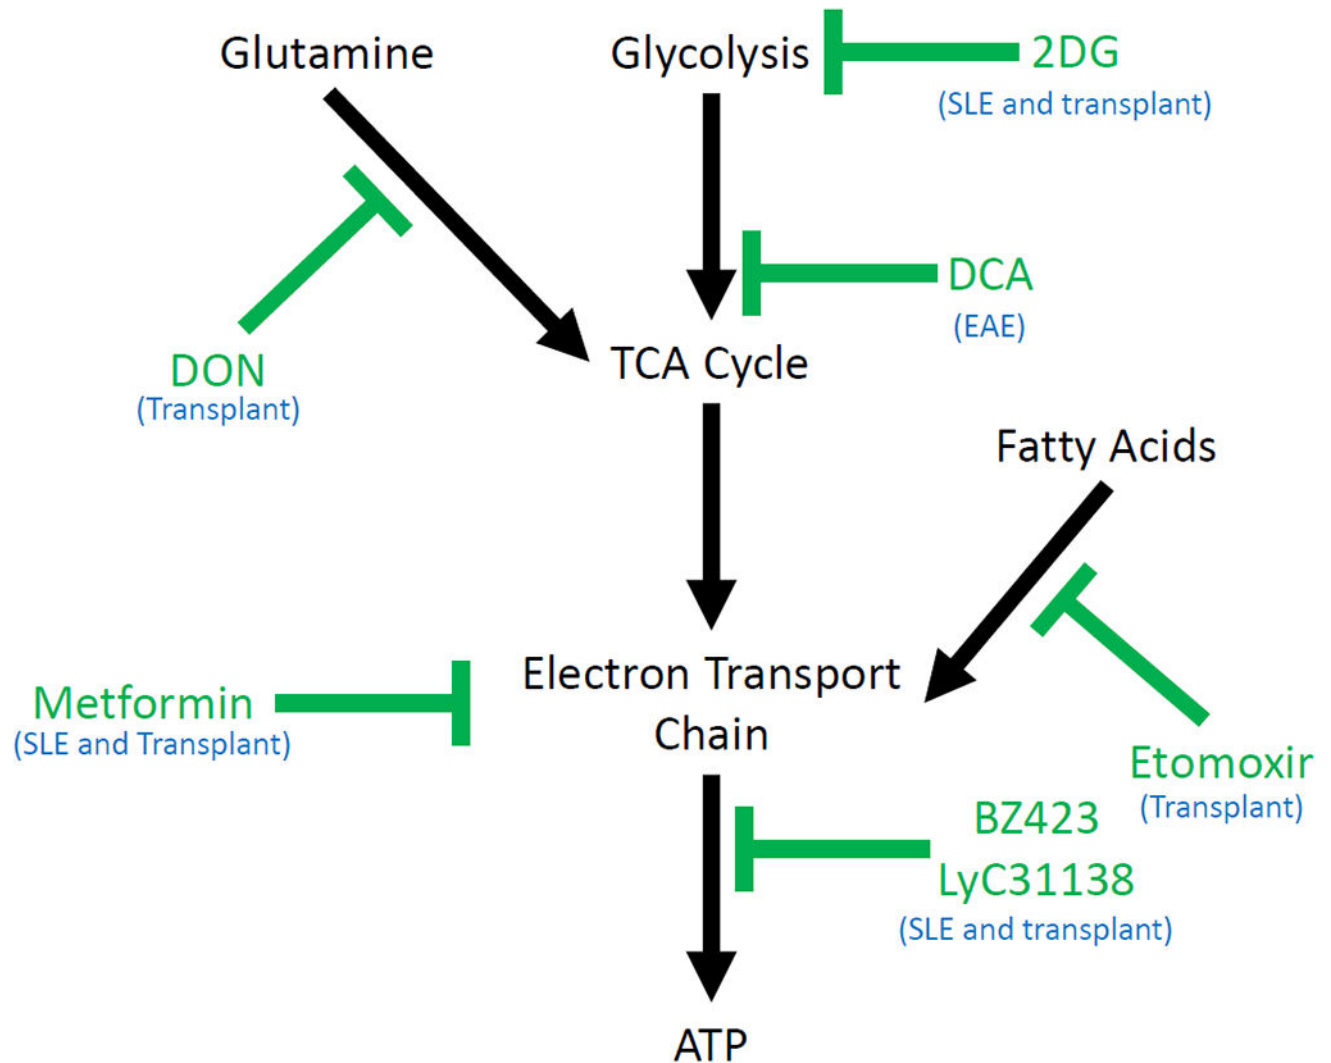 Glutamine
Glycolysis
2DG
(SLE and transplant)
DCA
(EAE)
DON
(Transplant)
TCA Cycle
Fatty Acids
Electron Transport
Chain
Metformin
(SLE and Transplant)
Etomoxir
(Transplant)
BZ423
LyC31138
(SLE and transplant)
ATP